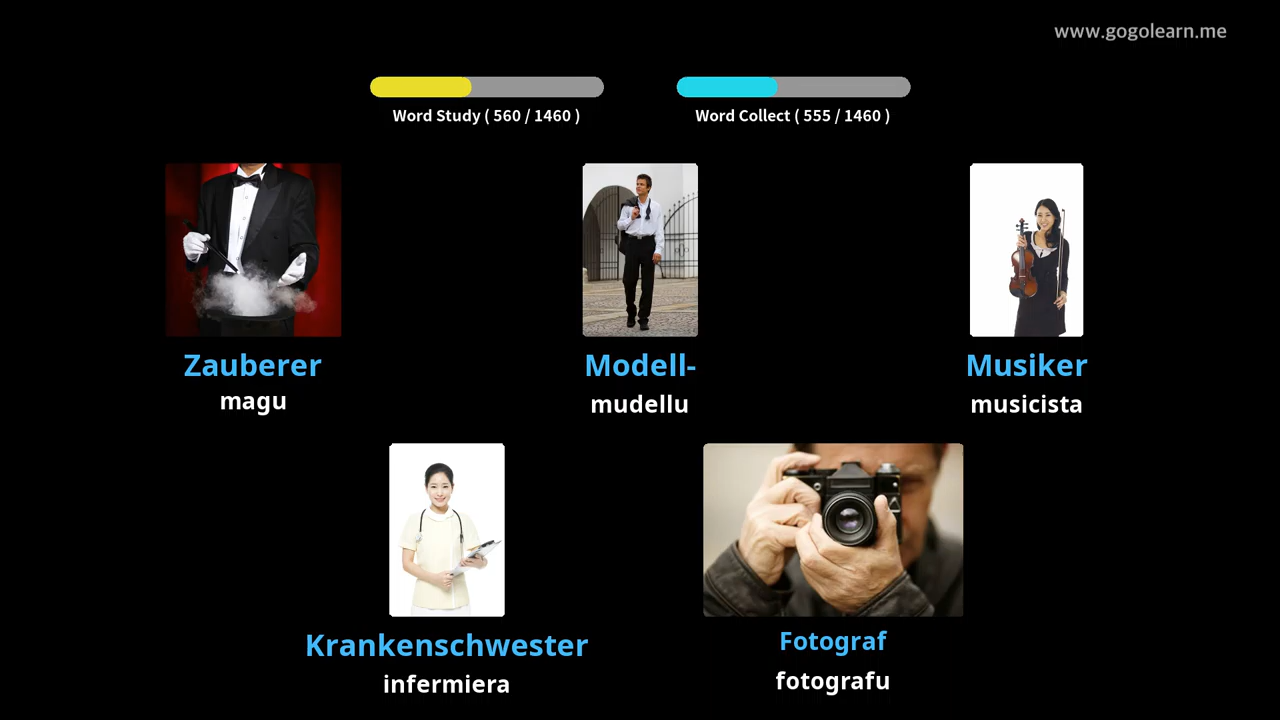 www.gogolearn.me
Word Study ( 560 / 1460 )
Word Collect ( 555 / 1460 )
Zauberer
magu
Modell-
mudellu
Musiker
musicista
Krankenschwester
infermiera
Fotograf
fotografu